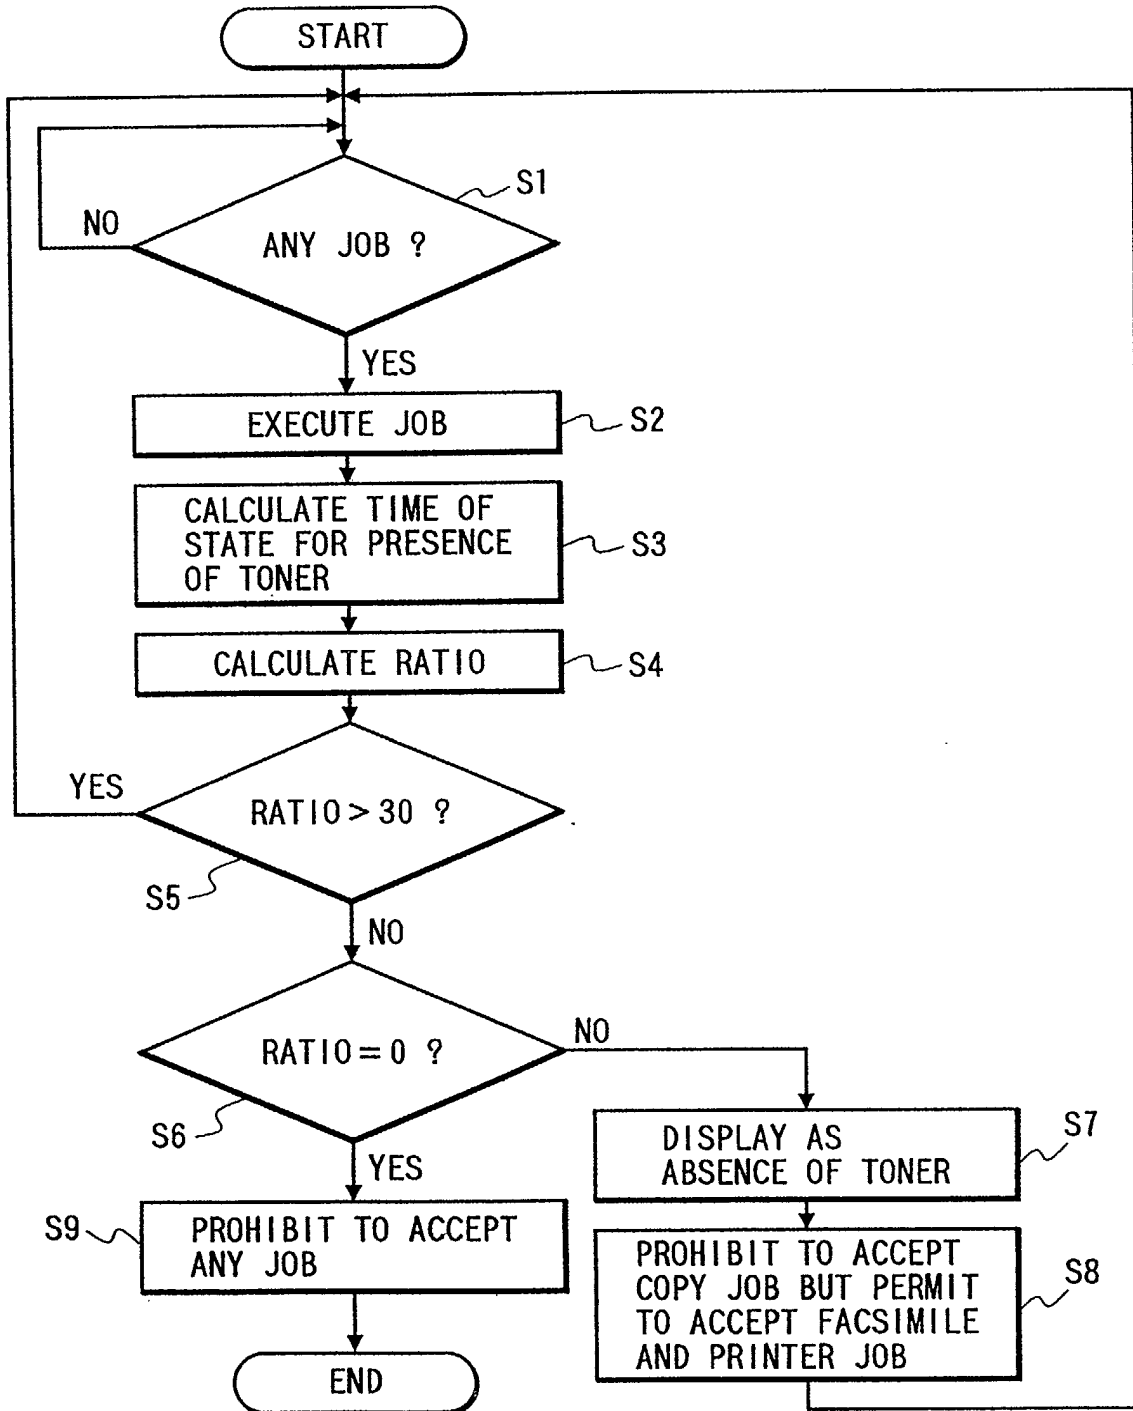 START
S1
NO
ANY JOB ?
YES
EXECUTE JOB
S2
CALCULATE TIME OF
STATE FOR PRESENCE
OF TONER
S3
CALCULATE RATIO
S4
YES
RATIO > 30 ?
S5
NO
RATIO = 0 ?
NO
S6
YES
DISPLAY AS
ABSENCE OF TONER
S7
S9
PROHIBIT TO ACCEPT
ANY JOB
PROHIBIT TO ACCEPT
COPY JOB BUT PERMIT
TO ACCEPT FACSIMILE
AND PRINTER JOB
S8
END